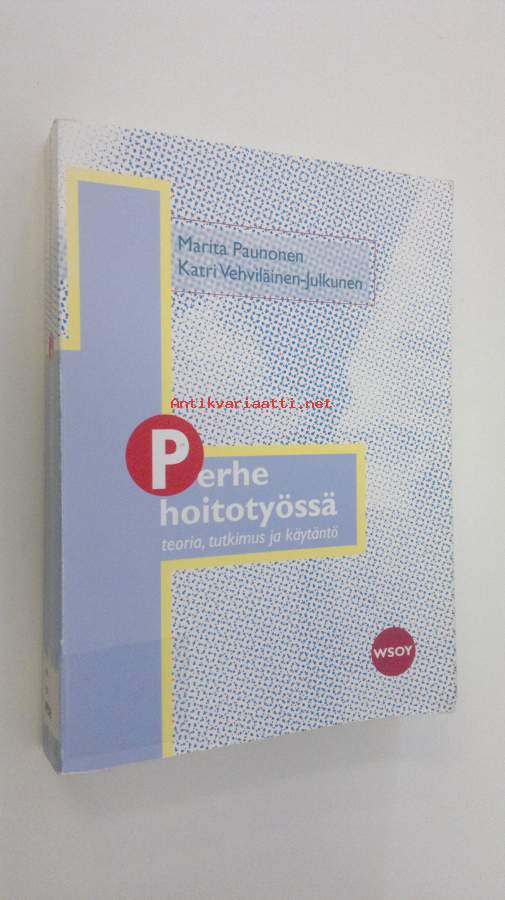 Marita Paunonen
Katri Vehviläinen-Julkunen
Antikvariaatti.net
Perhe
hoitotyössä
teoria, tutkimus ja käytäntö
WSOY